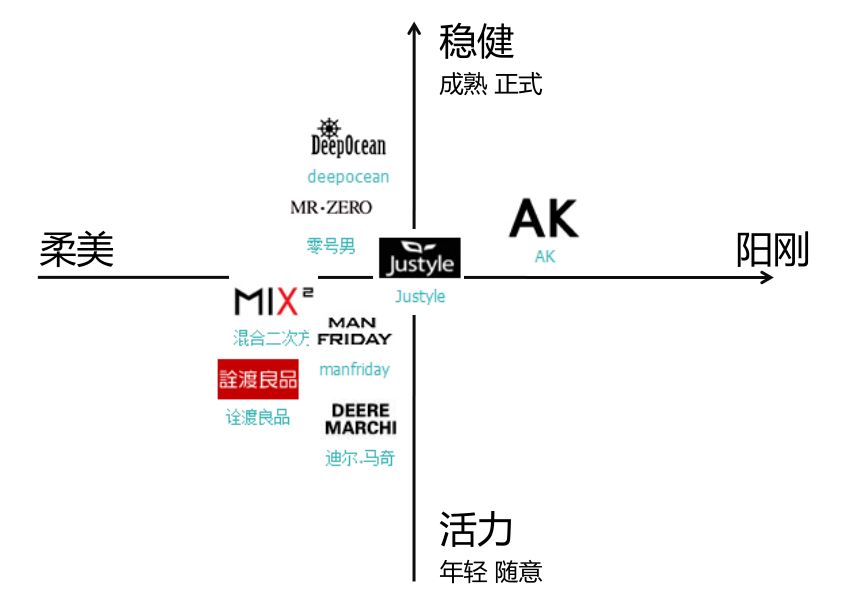 稳健
成熟 正式
DeepOcean
deepocean
MR·ZERO
零号男
AK
AK
柔美
阳刚
Justyle
Justyle
MIX²
混合二次方
MAN
FRIDAY
manfriday
詮渡良品
诠渡良品
DEERE
MARCHI
迪尔.马奇
活力
年轻 随意